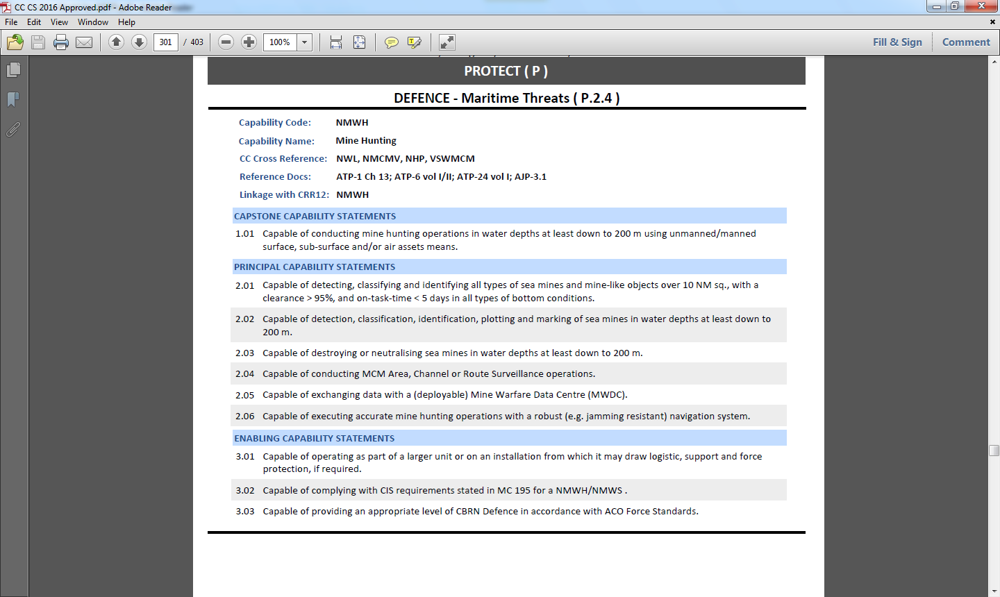 CC CS 2016 Approved.pdf - Adobe Reader
File Edit View Window Help
301 / 403 100% Fill & Sign Comment
PROTECT ( P )
DEFENCE - Maritime Threats ( P.2.4 )
Capability Code: NMWH
Capability Name: Mine Hunting
CC Cross Reference: NWL, NMCMV, NHP, VSWMCM
Reference Docs: ATP-1 Ch 13; ATP-6 vol I/II; ATP-24 vol I; AJP-3.1
Linkage with CRR12: NMWH
CAPSTONE CAPABILITY STATEMENTS
1.01 Capable of conducting mine hunting operations in water depths at least down to 200 m using unmanned/manned
surface, sub-surface and/or air assets means.
PRINCIPAL CAPABILITY STATEMENTS
2.01 Capable of detecting, classifying and identifying all types of sea mines and mine-like objects over 10 NM sq., with a
clearance > 95%, and on-task-time < 5 days in all types of bottom conditions.
2.02 Capable of detection, classification, identification, plotting and marking of sea mines in water depths at least down to
200 m.
2.03 Capable of destroying or neutralising sea mines in water depths at least down to 200 m.
2.04 Capable of conducting MCM Area, Channel or Route Surveillance operations.
2.05 Capable of exchanging data with a (deployable) Mine Warfare Data Centre (MWDC).
2.06 Capable of executing accurate mine hunting operations with a robust (e.g. jamming resistant) navigation system.
ENABLING CAPABILITY STATEMENTS
3.01 Capable of operating as part of a larger unit or on an installation from which it may draw logistic, support and force
protection, if required.
3.02 Capable of complying with CIS requirements stated in MC 195 for a NMWH/NMWS .
3.03 Capable of providing an appropriate level of CBRN Defence in accordance with ACO Force Standards.